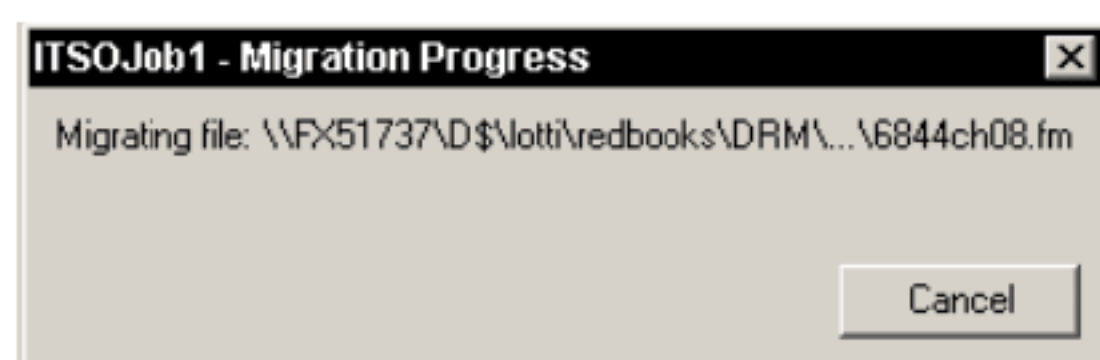 ITSOJob1 - Migration Progress
Migrating file: \\FX51737\D$\lotti\redbooks\DRM\...\6844ch08.fm
Cancel